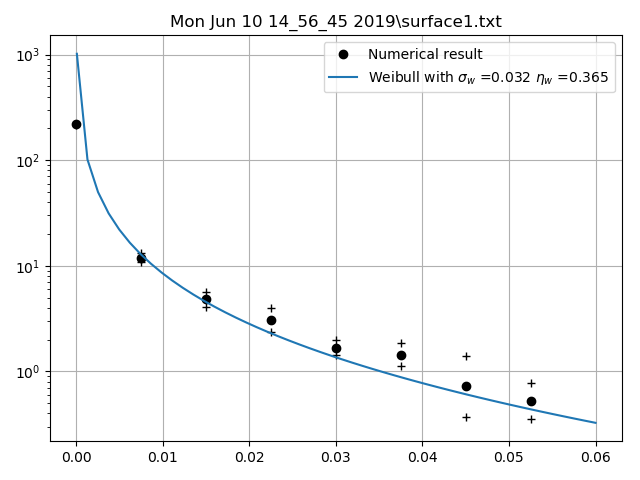 Mon Jun 10 14_56_45 2019\surface1.txt
Numerical result
Weibull with σw =0.032 ηw =0.365
10³
10²
10¹
10⁰
0.00 0.01 0.02 0.03 0.04 0.05 0.06